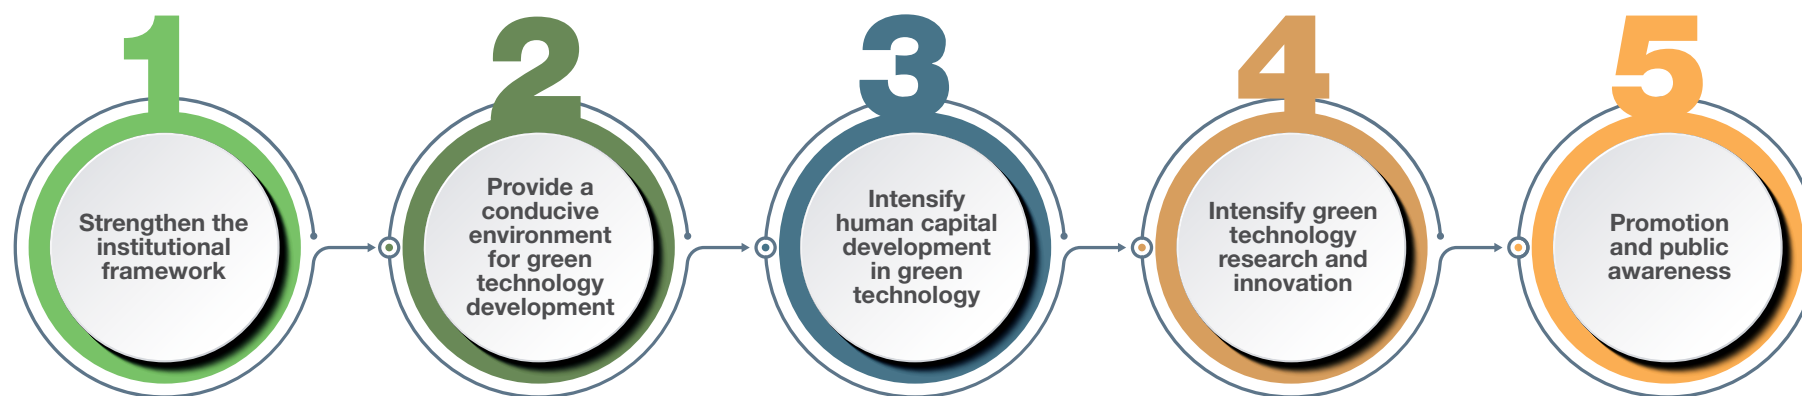 1
Strengthen the
institutional
framework
2
Provide a
conducive
environment
for green
technology
development
3
Intensify
human capital
development
in green
technology
4
Intensify green
technology
research and
innovation
5
Promotion
and public
awareness